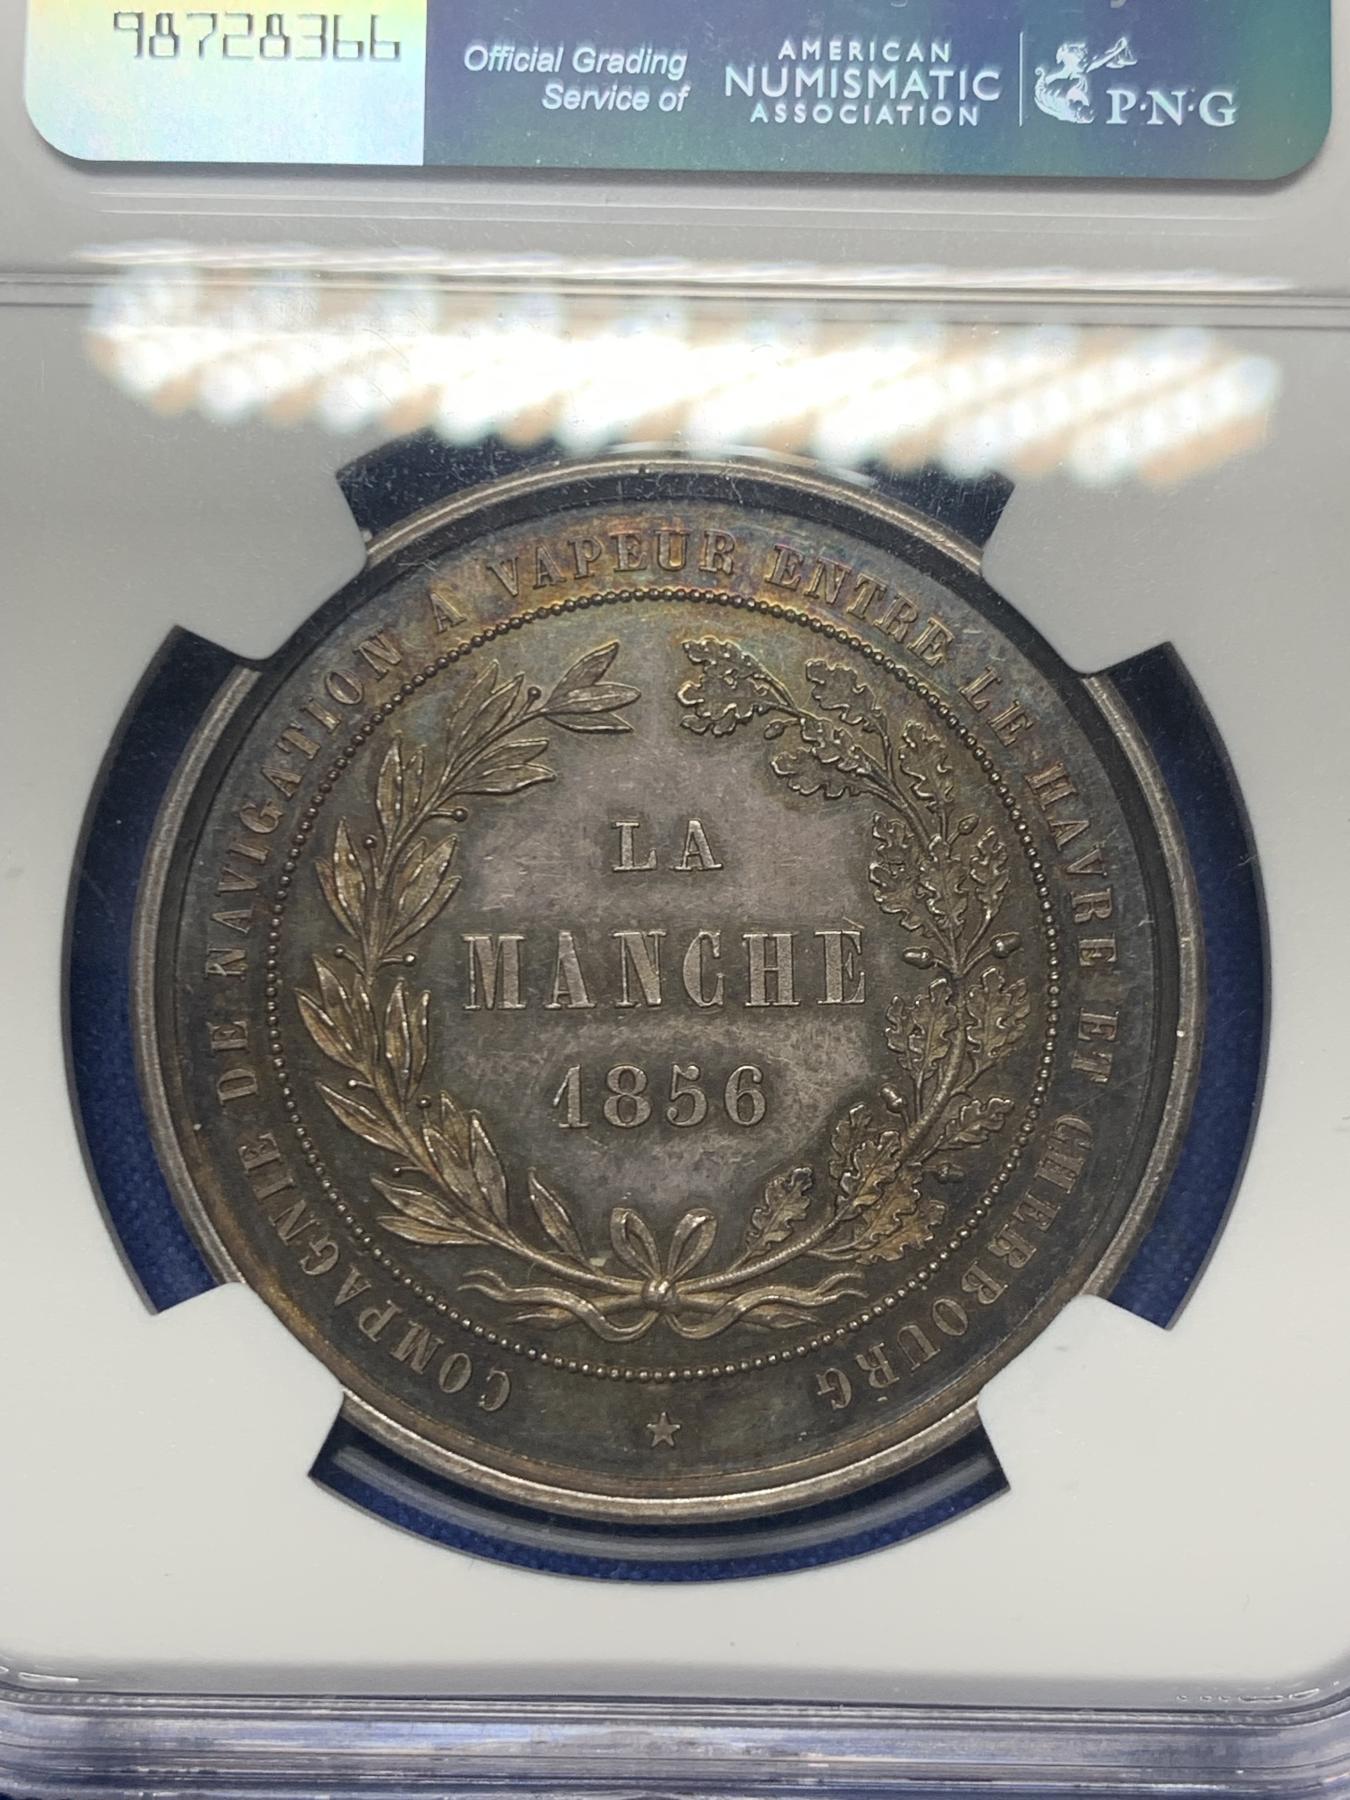 98728366
Official Grading
Service of
AMERICAN
NUMISMATIC
ASSOCIATION
P·N·G
COMPAGNIE DE NAVIGATION A VAPEUR ENTRE LE HAVRE ET CHERBOURG
LA
MANCHE
1856